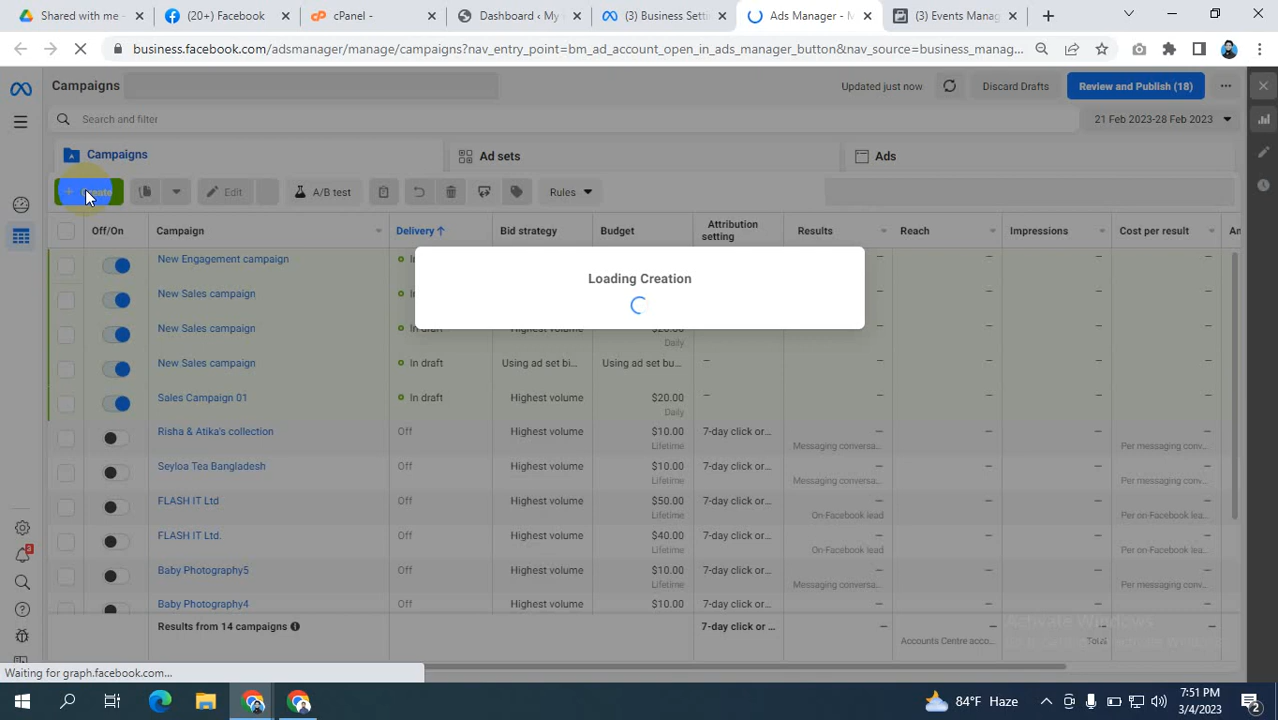 Shared with me -
(20+) Facebook
cPanel -
Dashboard ‹ My
(3) Business Setti
Ads Manager - M
(3) Events Manag
business.facebook.com/adsmanager/manage/campaigns?nav_entry_point=bm_ad_account_open_in_ads_manager_button&nav_source=business_manag...
Campaigns
Updated just now
Discard Drafts
Review and Publish (18)
Search and filter
21 Feb 2023-28 Feb 2023
Campaigns
Ad sets
Ads
+ Create
Edit
A/B test
Rules
Off/On
Campaign
Delivery ↑
Bid strategy
Budget
Attribution setting
Results
Reach
Impressions
Cost per result
New Engagement campaign
New Sales campaign
New Sales campaign
$20.00
Daily
New Sales campaign
In draft
Using ad set bi...
Using ad set bu...
Sales Campaign 01
In draft
Highest volume
$20.00
Daily
Risha & Atika's collection
Off
Highest volume
$10.00
Lifetime
7-day click or...
Messaging conversa...
Per messaging conv...
Seyloa Tea Bangladesh
Off
Highest volume
$10.00
Lifetime
7-day click or...
Messaging conversa...
Per messaging conv...
FLASH IT Ltd
Off
Highest volume
$50.00
Lifetime
7-day click or...
On-Facebook lead
Per on-Facebook lea...
FLASH IT Ltd.
Off
Highest volume
$40.00
Lifetime
7-day click or...
On-Facebook lead
Per on-Facebook lea...
Baby Photography5
Off
Highest volume
$10.00
Lifetime
7-day click or...
Messaging conversa...
Per messaging conv...
Baby Photography4
Off
Highest volume
$10.00
7-day click or...
Results from 14 campaigns
7-day click or ...
Accounts Centre acco...
Total
Loading Creation
Activate Windows
Waiting for graph.facebook.com...
3
84°F Haze
7:51 PM
3/4/2023
2